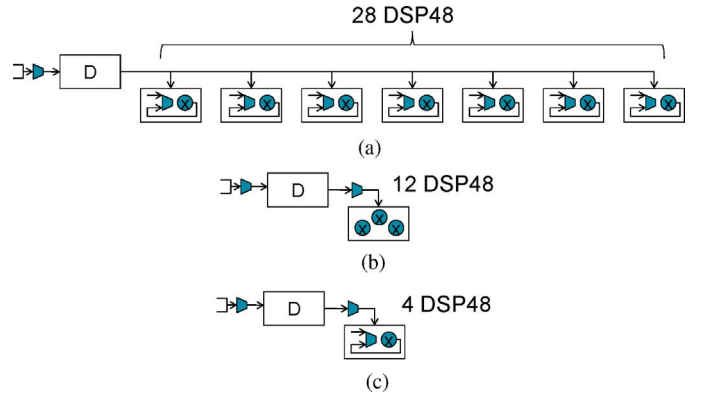 28 DSP48
D
X X X X X X X
(a)
D
12 DSP48
X X X
(b)
D
4 DSP48
X
(c)